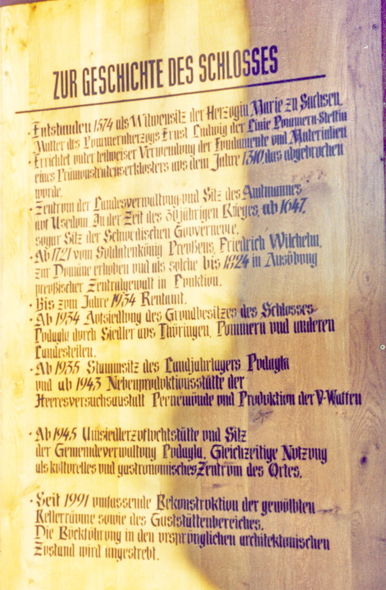 ZUR GESCHICHTE DES SCHLOSSES
· Entstanden 1574 als Witwensitz der Herzogin Marie zu Sachsen,
Mutter des Pommernherzogs Ernst Ludwig der Linie Pommern-Stettin
· Errichtet unter teilweiser Verwendung der Fundamente und Materialien
eines Prämonstratenserklosters aus dem Jahre 1310, das abgebrochen
wurde.
· Zentrum der Landesverwaltung und Sitz des Amtmannes
auf Usedom. In der Zeit des 30jährigen Krieges, ab 1647,
sogar Sitz der Schwedischen Gouverneure.
· Ab 1721 vom Soldatenkönig Preußens, Friedrich Wilhelm,
zur Domäne erhoben und als solche bis 1824 in Ausübung
preußischer Zentralgewalt in Funktion.
· Bis zum Jahre 1934 Rentamt.
· Ab 1934 Aufsiedlung des Grundbesitzes des Schlosses
Pudagla durch Siedler aus Thüringen, Pommern und anderen
Landesteilen.
· Ab 1935 Stammsitz des Landjahrlagers Pudagla
und ab 1943 Nebenproduktionsstätte der
Heeresversuchsanstalt Peenemünde und Produktion der V-Waffen
· Ab 1945 Umsiedlerzufluchtstätte und Sitz
der Gemeindeverwaltung Pudagla. Gleichzeitige Nutzung
als kulturelles und gastronomisches Zentrum des Ortes.
· Seit 1991 umfassende Rekonstruktion der gewölbten
Kellerräume sowie des Gaststättenbereiches.
Die Rückführung in den ursprünglichen architektonischen
Zustand wird angestrebt.